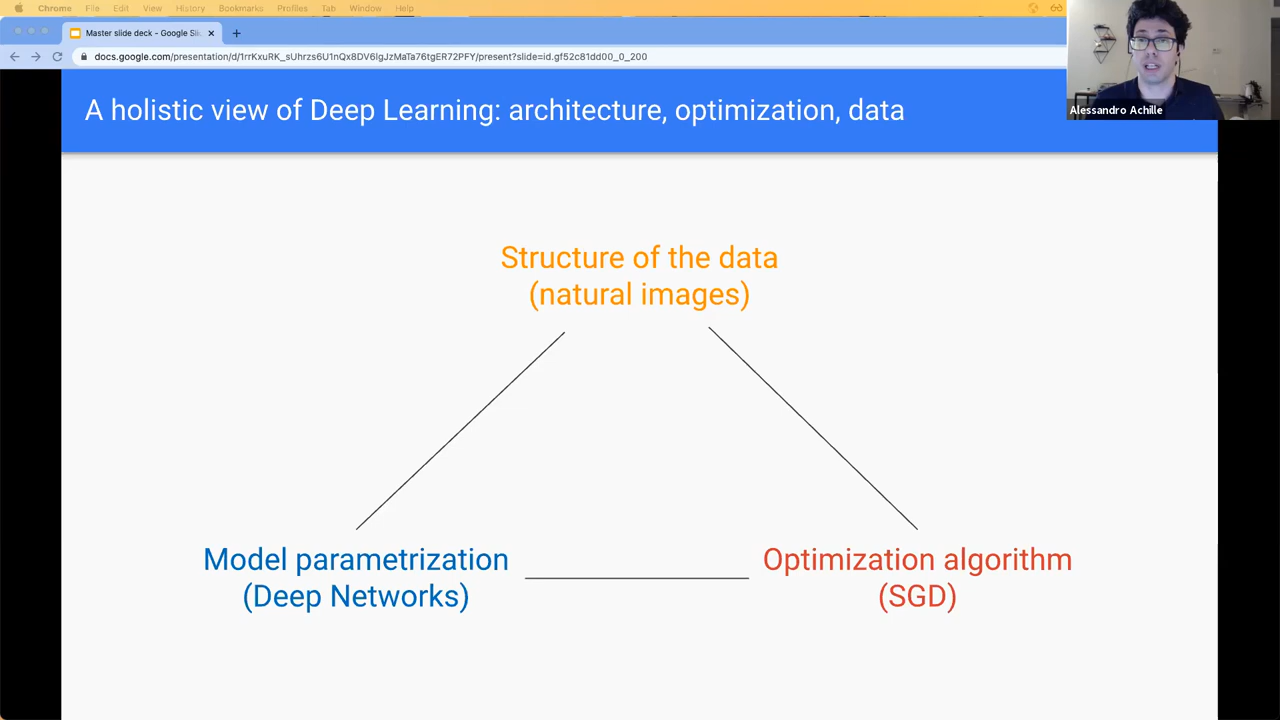 Chrome File Edit View History Bookmarks Profiles Tab Window Help
Master slide deck - Google Sli
docs.google.com/presentation/d/1rrKxuRK_sUhrzs6U1nQx8DV6lgJzMaTa76tgER72PFY/present?slide=id.gf52c81dd00_0_200
Alessandro Achille
A holistic view of Deep Learning: architecture, optimization, data
Structure of the data
(natural images)
Model parametrization
(Deep Networks)
Optimization algorithm
(SGD)